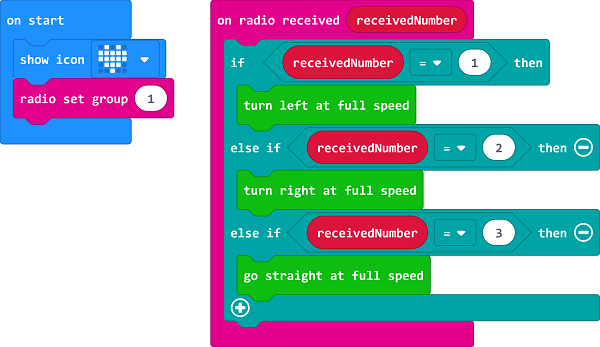 on start
show icon
radio set group 1
on radio received receivedNumber
if receivedNumber = 1 then
turn left at full speed
else if receivedNumber = 2 then
turn right at full speed
else if receivedNumber = 3 then
go straight at full speed